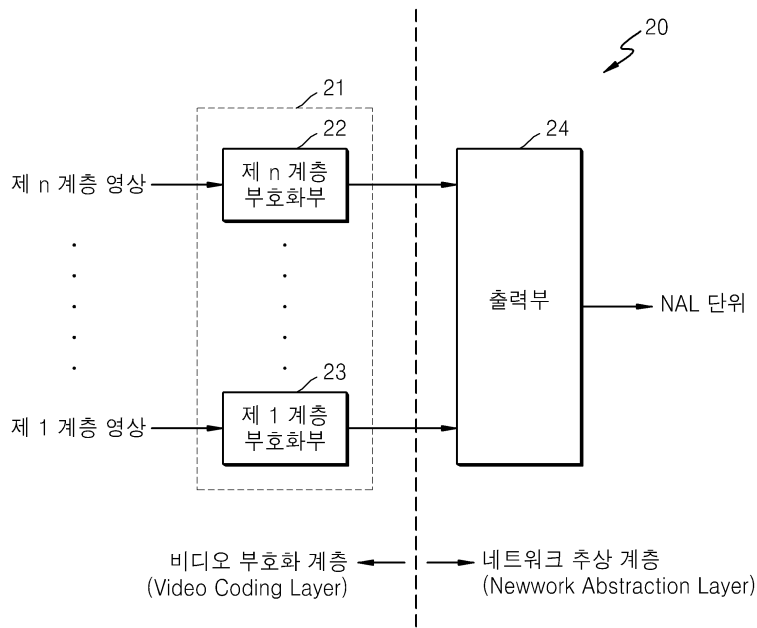 20
21
22
24
제 n 계층 영상
제 n 계층
부호화부
출력부
NAL 단위
23
제 1 계층 영상
제 1 계층
부호화부
비디오 부호화 계층
(Video Coding Layer)
네트워크 추상 계층
(Newwork Abstraction Layer)